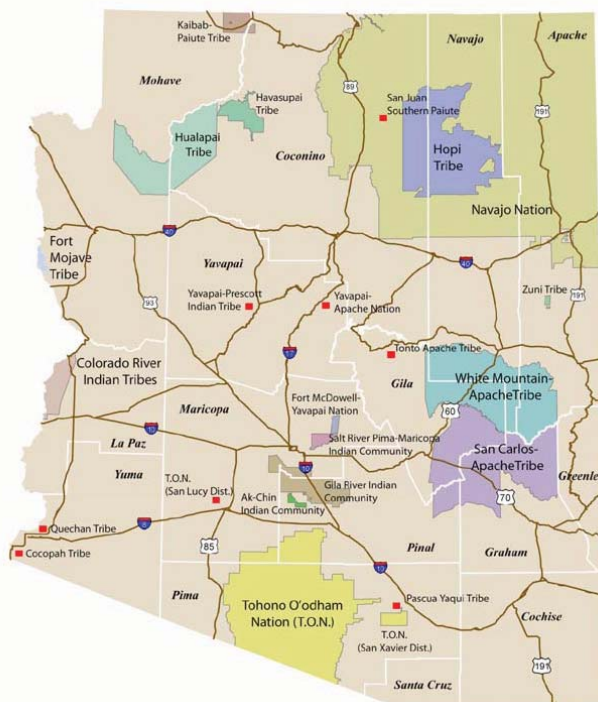 Kaibab-
Paiute Tribe
Navajo
Apache
Mohave
89
191
Havasupai
Tribe
San Juan
Southern Paiute
Hualapai
Tribe
Hopi
Tribe
Coconino
Navajo Nation
40
Fort
Mojave
Tribe
Yavapai
40
Zuni Tribe
93
Yavapai-Prescott
Indian Tribe
Yavapai-
Apache Nation
191
17
Tonto Apache Tribe
Colorado River
Indian Tribes
Gila
White Mountain-
ApacheTribe
Maricopa
Fort McDowell-
Yavapai Nation
60
10
La Paz
Salt River Pima-Maricopa
Indian Community
San Carlos-
ApacheTribe
Yuma
T.O.N.
(San Lucy Dist.)
10
Gila River Indian
Community
Greenle
Ak-Chin
Indian Community
70
Quechan Tribe
8
85
Pinal
Graham
Cocopah Tribe
10
Pima
Tohono O'odham
Nation (T.O.N.)
Pascua Yaqui Tribe
Cochise
T.O.N.
(San Xavier Dist.)
191
Santa Cruz